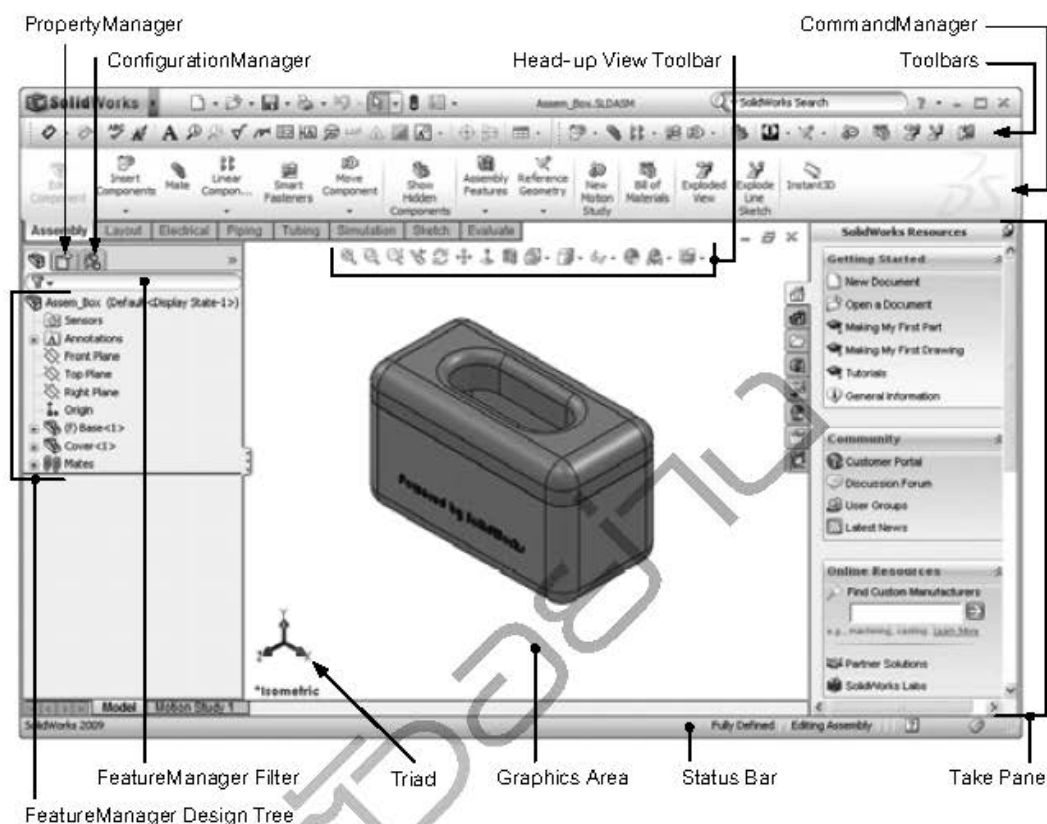 PropertyManager
CommandManager
ConfigurationManager
Head-up View Toolbar
Toolbars
SolidWorks
Assem_Box.SLDASM
SolidWorks Search
Edit Component
Insert Components
Mate
Linear Compon...
Smart Fasteners
Move Component
Show Hidden Components
Assembly Features
Reference Geometry
New Motion Study
Bill of Materials
Exploded View
Explode Line Sketch
Instant3D
Assembly Layout Electrical Piping Tubing Simulation Sketch Evaluate
SolidWorks Resources
Assem_Box (Default<Display State-1>)
Sensors
Annotations
Front Plane
Top Plane
Right Plane
Origin
(f) Base<1>
Cover<1>
Mates
Powered by SolidWorks
Y
Z
X
*Isometric
Getting Started
New Document
Open a Document
Making My First Part
Making My First Drawing
Tutorials
General Information
Community
Customer Portal
Discussion Forum
User Groups
Latest News
Online Resources
Find Custom Manufacturers
e.g., machining, casting Learn More
Partner Solutions
SolidWorks Labs
Model Motion Study 1
SolidWorks 2009
Fully Defined Editing Assembly
FeatureManager Filter
Triad
Graphics Area
Status Bar
Take Pane
FeatureManager Design Tree